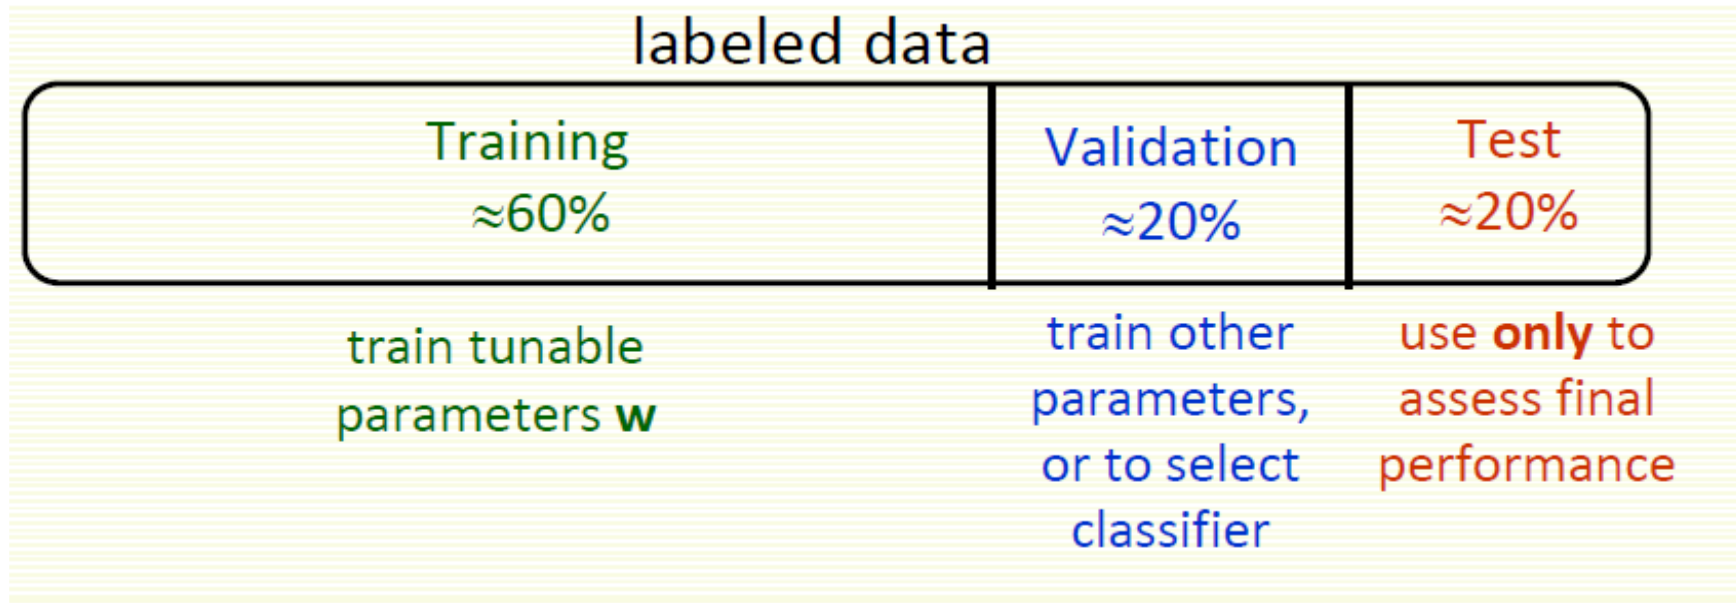 labeled data
Training
≈60%
Validation
≈20%
Test
≈20%
train tunable
parameters w
train other
parameters,
or to select
classifier
use only to
assess final
performance